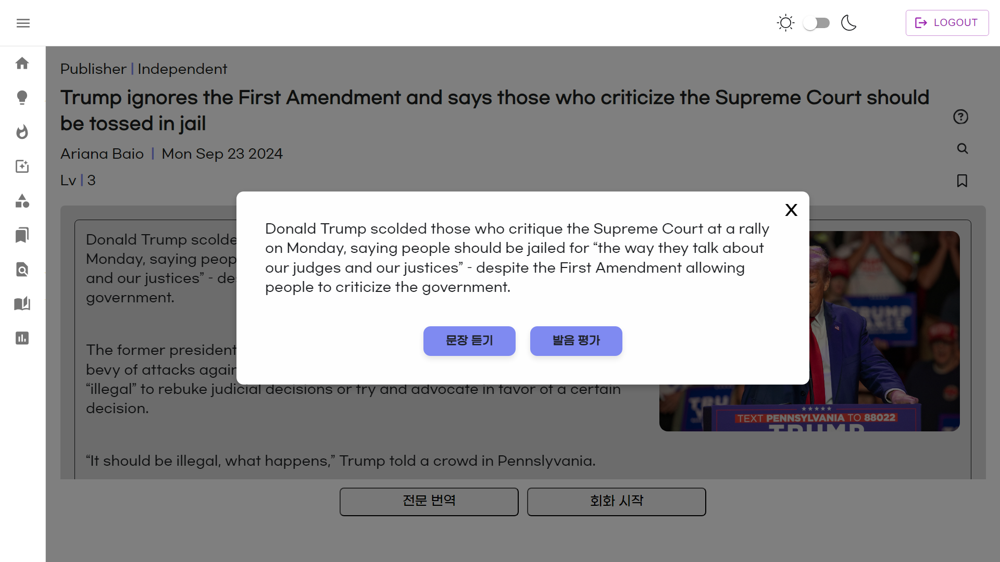 LOGOUT
Publisher | Independent
Trump ignores the First Amendment and says those who criticize the Supreme Court should
be tossed in jail
Ariana Baio | Mon Sep 23 2024
Lv | 3
X
Donald Trump scolded those who critique the Supreme Court at a rally
on Monday, saying people should be jailed for “the way they talk about
our judges and our justices” - despite the First Amendment allowing
people to criticize the government.
문장 듣기
발음 평가
Donald Trump scolde
Monday, saying peop
and our justices” - des
government.
The former president
bevy of attacks again
“illegal” to rebuke judicial decisions or try and advocate in favor of a certain
decision.
“It should be illegal, what happens,” Trump told a crowd in Pennslyvania.
TRUMP
TEXT PENNSYLVANIA TO 88022
TRUMP
전문 번역
회화 시작